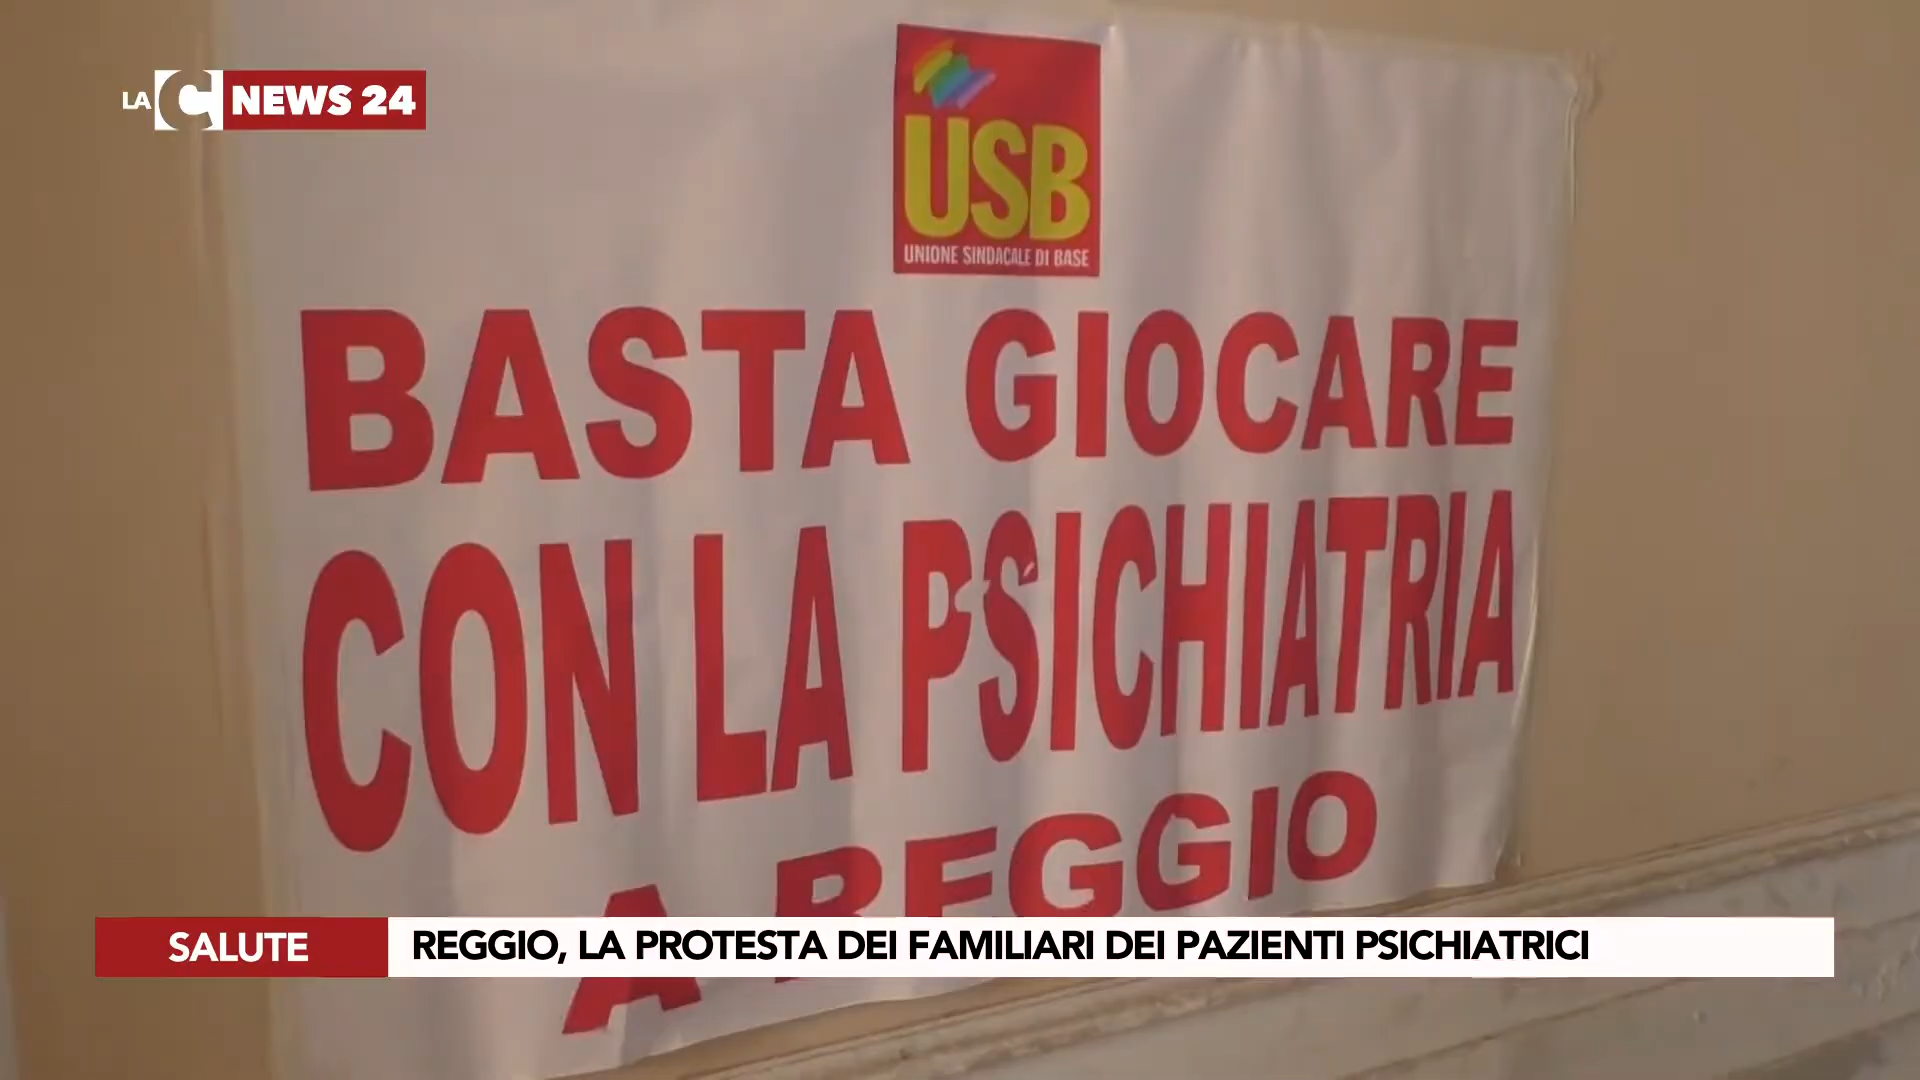 LA C NEWS 24
USB
UNIONE SINDACALE DI BASE
BASTA GIOCARE
CON LA PSICHIATRIA
A REGGIO
SALUTE
REGGIO, LA PROTESTA DEI FAMILIARI DEI PAZIENTI PSICHIATRICI